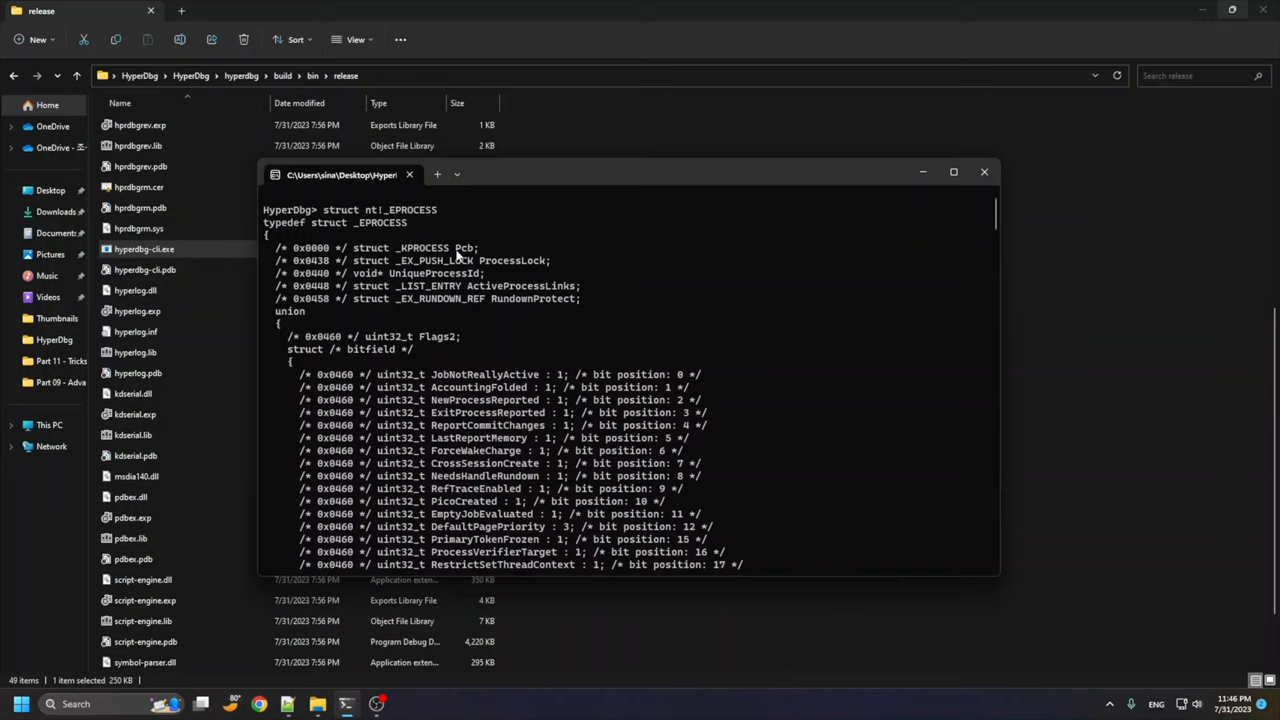 release
New
Sort
View
HyperDbg
HyperDbg
hyperdbg
build
bin
release
Search release
Home
OneDrive
OneDrive - 조
Desktop
Downloads
Documents
Pictures
Music
Videos
Thumbnails
HyperDbg
Part 11 - Tricks
Part 09 - Adva
This PC
Network
Name
Date modified
Type
Size
hprdbgrev.exp 7/31/2023 7:56 PM Exports Library File 1 KB
hprdbgrev.lib 7/31/2023 7:56 PM Object File Library 2 KB
hprdbgrev.pdb
hprdbgrm.cer
hprdbgrm.pdb
hprdbgrm.sys
hyperdbg-cli.exe
hyperdbg-cli.pdb
hyperlog.dll
hyperlog.exp
hyperlog.inf
hyperlog.lib
hyperlog.pdb
kdserial.dll
kdserial.exp
kdserial.lib
kdserial.pdb
msdia140.dll
pdbex.dll
pdbex.exp
pdbex.lib
pdbex.pdb
script-engine.dll 7/31/2023 7:56 PM Application exten... 350 KB
script-engine.exp 7/31/2023 7:56 PM Exports Library File 4 KB
script-engine.lib 7/31/2023 7:56 PM Object File Library 7 KB
script-engine.pdb 7/31/2023 7:56 PM Program Debug D... 4,220 KB
symbol-parser.dll 7/31/2023 7:56 PM Application exten... 295 KB
C:\Users\sina\Desktop\Hyper
HyperDbg> struct nt!_EPROCESS
typedef struct _EPROCESS
{
/* 0x0000 */ struct _KPROCESS Pcb;
/* 0x0438 */ struct _EX_PUSH_LOCK ProcessLock;
/* 0x0440 */ void* UniqueProcessId;
/* 0x0448 */ struct _LIST_ENTRY ActiveProcessLinks;
/* 0x0458 */ struct _EX_RUNDOWN_REF RundownProtect;
union
{
/* 0x0460 */ uint32_t Flags2;
struct /* bitfield */
{
/* 0x0460 */ uint32_t JobNotReallyActive : 1; /* bit position: 0 */
/* 0x0460 */ uint32_t AccountingFolded : 1; /* bit position: 1 */
/* 0x0460 */ uint32_t NewProcessReported : 1; /* bit position: 2 */
/* 0x0460 */ uint32_t ExitProcessReported : 1; /* bit position: 3 */
/* 0x0460 */ uint32_t ReportCommitChanges : 1; /* bit position: 4 */
/* 0x0460 */ uint32_t LastReportMemory : 1; /* bit position: 5 */
/* 0x0460 */ uint32_t ForceWakeCharge : 1; /* bit position: 6 */
/* 0x0460 */ uint32_t CrossSessionCreate : 1; /* bit position: 7 */
/* 0x0460 */ uint32_t NeedsHandleRundown : 1; /* bit position: 8 */
/* 0x0460 */ uint32_t RefTraceEnabled : 1; /* bit position: 9 */
/* 0x0460 */ uint32_t PicoCreated : 1; /* bit position: 10 */
/* 0x0460 */ uint32_t EmptyJobEvaluated : 1; /* bit position: 11 */
/* 0x0460 */ uint32_t DefaultPagePriority : 3; /* bit position: 12 */
/* 0x0460 */ uint32_t PrimaryTokenFrozen : 1; /* bit position: 15 */
/* 0x0460 */ uint32_t ProcessVerifierTarget : 1; /* bit position: 16 */
/* 0x0460 */ uint32_t RestrictSetThreadContext : 1; /* bit position: 17 */
49 items
1 item selected 250 KB
Search
80°
ENG
11:46 PM
7/31/2023
2